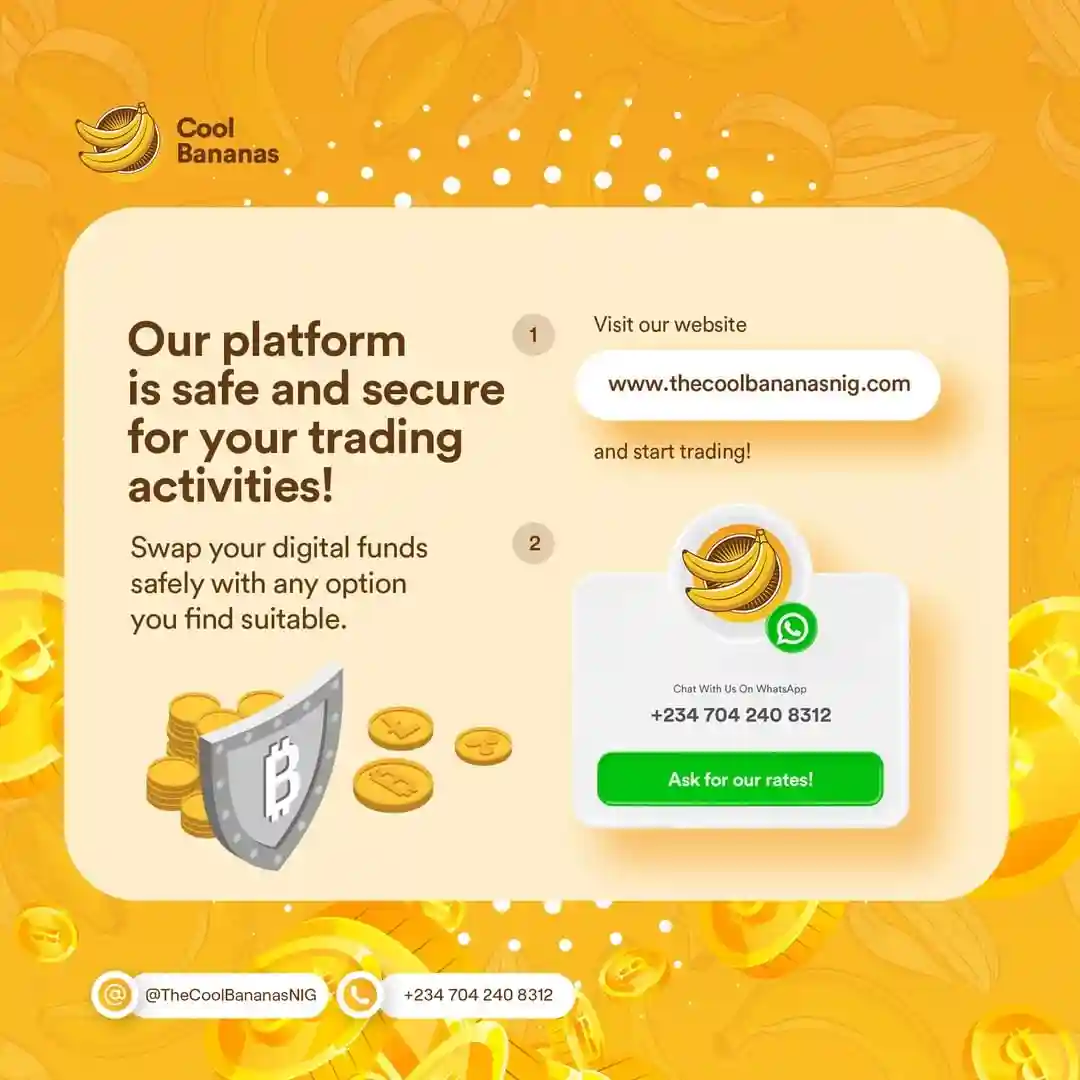 Cool
Bananas
Our platform
is safe and secure
for your trading
activities!
Swap your digital funds
safely with any option
you find suitable.
1
Visit our website
www.thecoolbananasnig.com
and start trading!
2
Chat With Us On WhatsApp
+234 704 240 8312
Ask for our rates!
@TheCoolBananasNIG
+234 704 240 8312